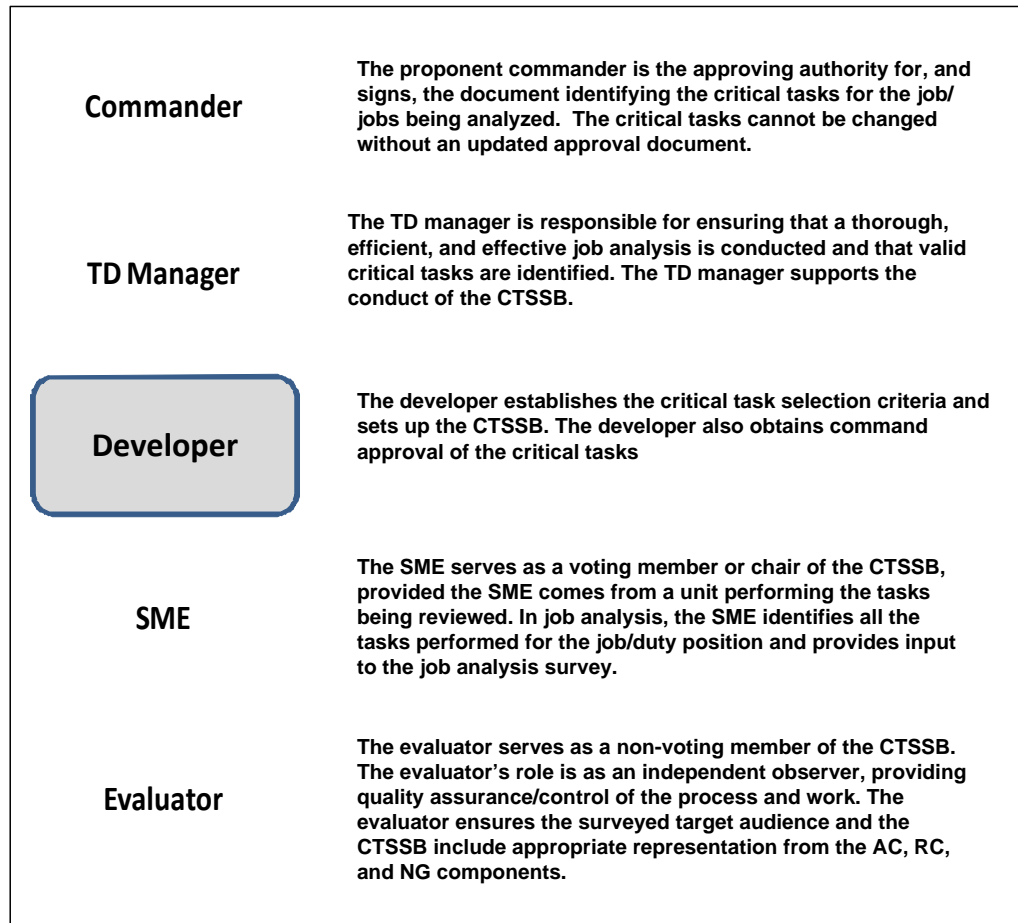 Commander
The proponent commander is the approving authority for, and
signs, the document identifying the critical tasks for the job/
jobs being analyzed.  The critical tasks cannot be changed
without an updated approval document.
TD Manager
The TD manager is responsible for ensuring that a thorough,
efficient, and effective job analysis is conducted and that valid
critical tasks are identified. The TD manager supports the
conduct of the CTSSB.
Developer
The developer establishes the critical task selection criteria and
sets up the CTSSB. The developer also obtains command
approval of the critical tasks
SME
The SME serves as a voting member or chair of the CTSSB,
provided the SME comes from a unit performing the tasks
being reviewed. In job analysis, the SME identifies all the
tasks performed for the job/duty position and provides input
to the job analysis survey.
Evaluator
The evaluator serves as a non-voting member of the CTSSB.
The evaluator’s role is as an independent observer, providing
quality assurance/control of the process and work. The
evaluator ensures the surveyed target audience and the
CTSSB include appropriate representation from the AC, RC,
and NG components.